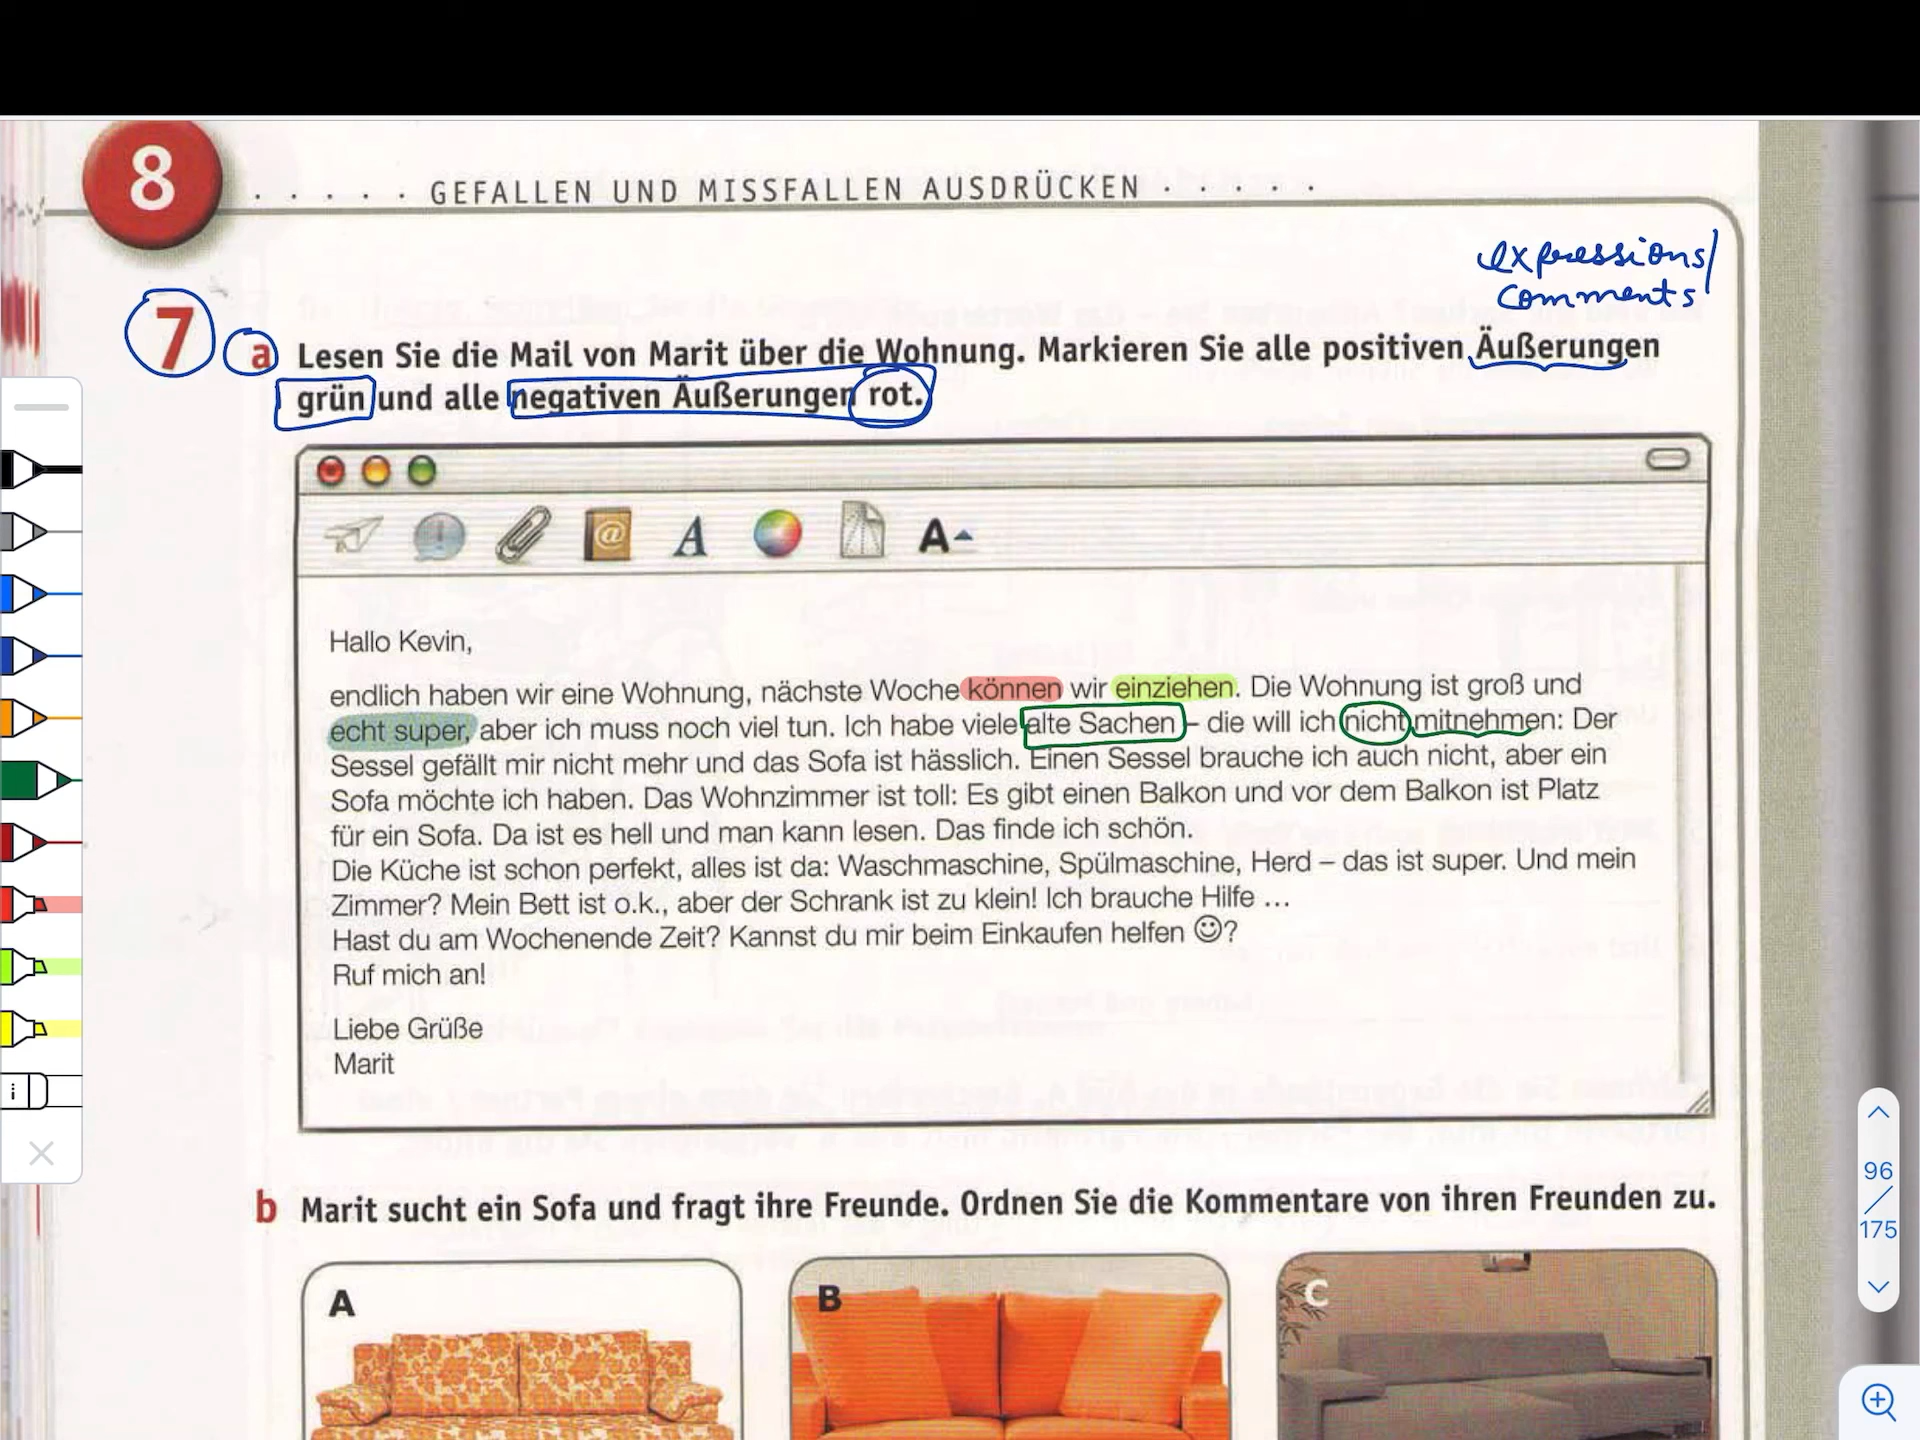 8
· · · · · GEFALLEN UND MISSFALLEN AUSDRÜCKEN · · · · ·
expressions/
comments
7 a Lesen Sie die Mail von Marit über die Wohnung. Markieren Sie alle positiven Äußerungen
grün und alle negativen Äußerungen rot.
A A
Hallo Kevin,
endlich haben wir eine Wohnung, nächste Woche können wir einziehen. Die Wohnung ist groß und
echt super, aber ich muss noch viel tun. Ich habe viele alte Sachen – die will ich nicht mitnehmen: Der
Sessel gefällt mir nicht mehr und das Sofa ist hässlich. Einen Sessel brauche ich auch nicht, aber ein
Sofa möchte ich haben. Das Wohnzimmer ist toll: Es gibt einen Balkon und vor dem Balkon ist Platz
für ein Sofa. Da ist es hell und man kann lesen. Das finde ich schön.
Die Küche ist schon perfekt, alles ist da: Waschmaschine, Spülmaschine, Herd – das ist super. Und mein
Zimmer? Mein Bett ist o.k., aber der Schrank ist zu klein! Ich brauche Hilfe ...
Hast du am Wochenende Zeit? Kannst du mir beim Einkaufen helfen ☺?
Ruf mich an!
Liebe Grüße
Marit
b Marit sucht ein Sofa und fragt ihre Freunde. Ordnen Sie die Kommentare von ihren Freunden zu.
A B C
96
/
175